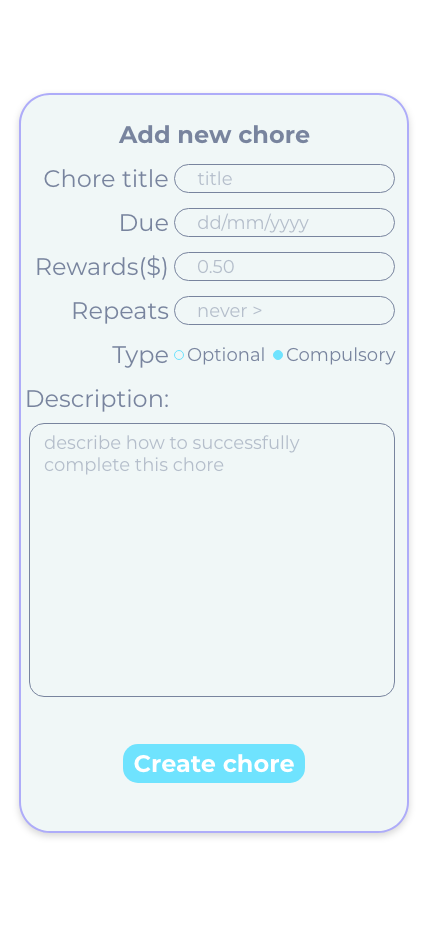 Add new chore
Chore title title
Due dd/mm/yyyy
Rewards($) 0.50
Repeats never >
Type Optional Compulsory
Description:
describe how to successfully
complete this chore
Create chore